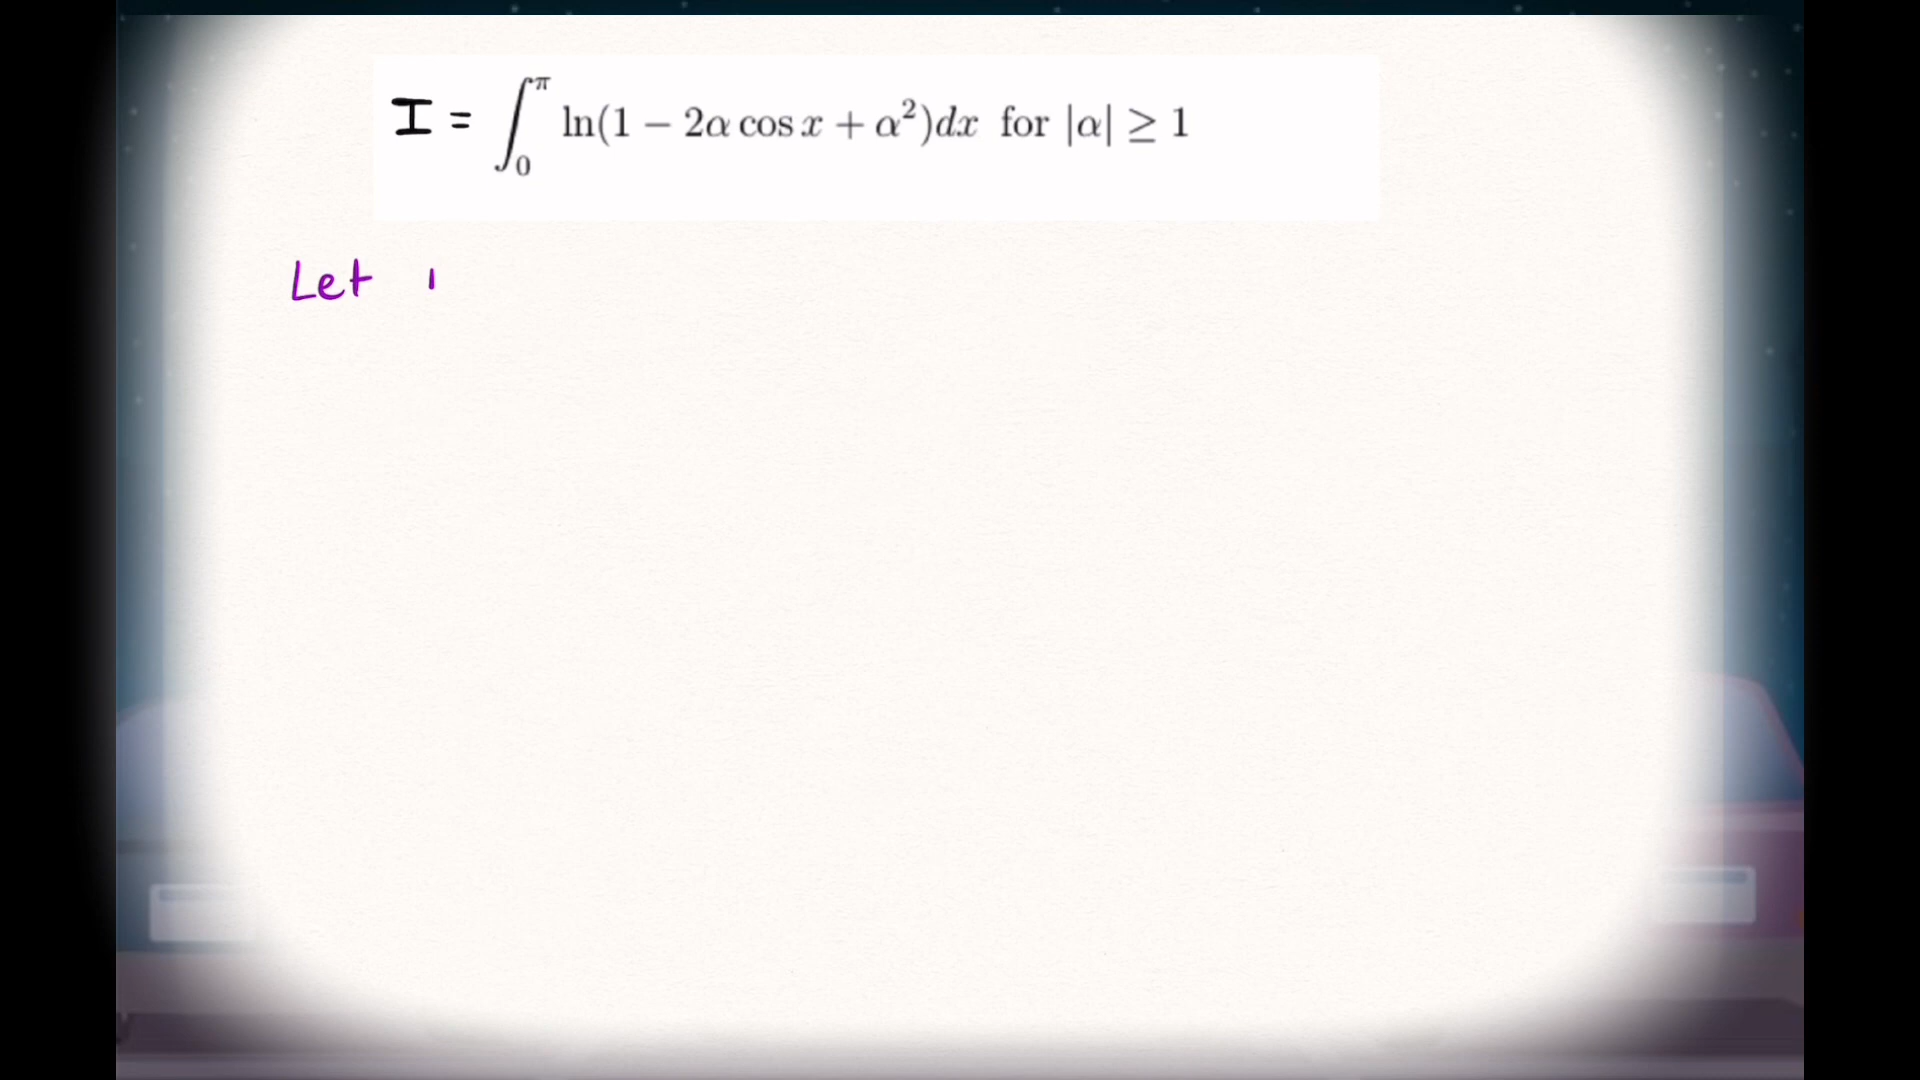 I = ∫₀^π ln(1 − 2α cos x + α²)dx for |α| ≥ 1
Let